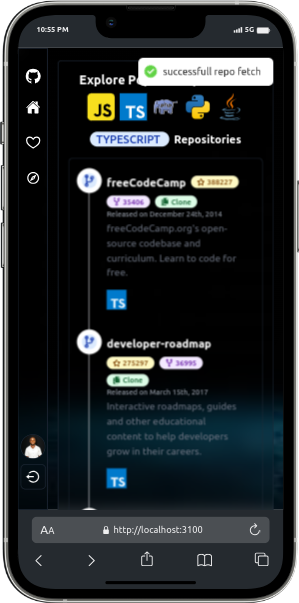 10:55 PM
5G
Explore P
successfull repo fetch
JS
TS
TYPESCRIPT Repositories
freeCodeCamp
388227
35406
Clone
Released on December 24th, 2014
freeCodeCamp.org's open-
source codebase and
curriculum. Learn to code for
free.
TS
developer-roadmap
275297
36995
Clone
Released on March 15th, 2017
Interactive roadmaps, guides
and other educational
content to help developers
grow in their careers.
TS
AA
http://localhost:3100